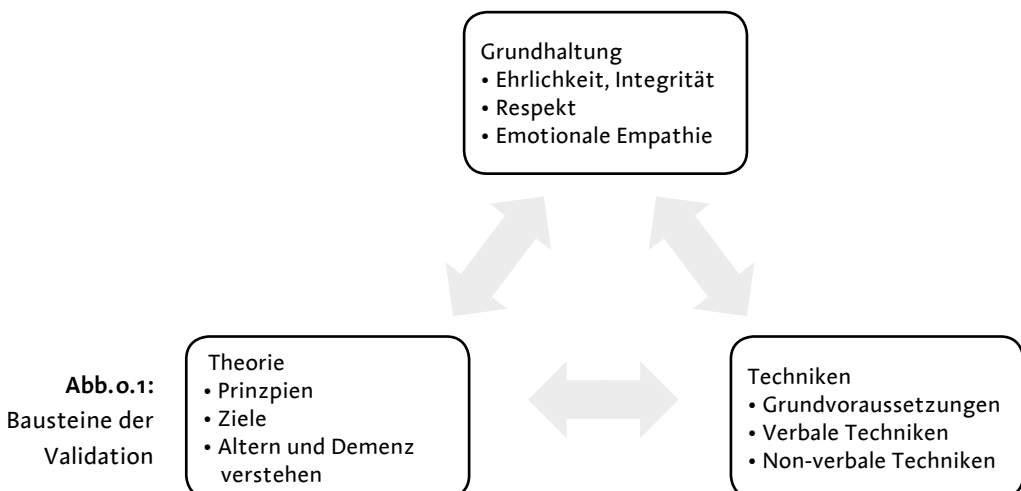 Grundhaltung
• Ehrlichkeit, Integrität
• Respekt
• Emotionale Empathie
Abb.0.1:
Bausteine der
Validation
Theorie
• Prinzpien
• Ziele
• Altern und Demenz
verstehen
Techniken
• Grundvoraussetzungen
• Verbale Techniken
• Non-verbale Techniken